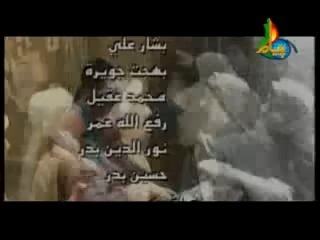 بشار علي
بهجت جويرة
محمد عقيل
رفع الله عمر
نور الدين بدر
حسين بدر